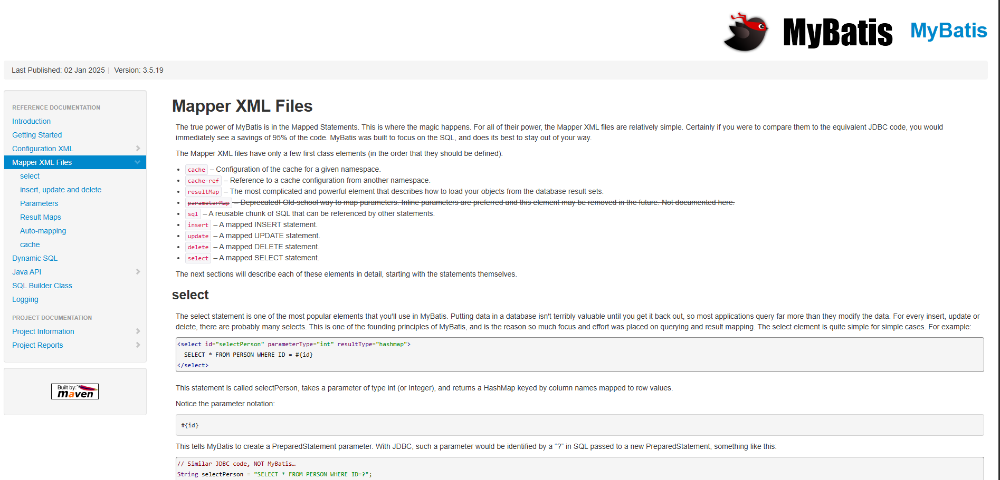 MyBatis MyBatis
Last Published: 02 Jan 2025 | Version: 3.5.19
REFERENCE DOCUMENTATION
Introduction
Getting Started
Configuration XML
Mapper XML Files
select
insert, update and delete
Parameters
Result Maps
Auto-mapping
cache
Dynamic SQL
Java API
SQL Builder Class
Logging
PROJECT DOCUMENTATION
Project Information
Project Reports
Built by:
maven
Mapper XML Files
The true power of MyBatis is in the Mapped Statements. This is where the magic happens. For all of their power, the Mapper XML files are relatively simple. Certainly if you were to compare them to the equivalent JDBC code, you would
immediately see a savings of 95% of the code. MyBatis was built to focus on the SQL, and does its best to stay out of your way.
The Mapper XML files have only a few first class elements (in the order that they should be defined):
• cache – Configuration of the cache for a given namespace.
• cache-ref – Reference to a cache configuration from another namespace.
• resultMap – The most complicated and powerful element that describes how to load your objects from the database result sets.
• parameterMap – Deprecated! Old-school way to map parameters. Inline parameters are preferred and this element may be removed in the future. Not documented here.
• sql – A reusable chunk of SQL that can be referenced by other statements.
• insert – A mapped INSERT statement.
• update – A mapped UPDATE statement.
• delete – A mapped DELETE statement.
• select – A mapped SELECT statement.
The next sections will describe each of these elements in detail, starting with the statements themselves.
select
The select statement is one of the most popular elements that you'll use in MyBatis. Putting data in a database isn't terribly valuable until you get it back out, so most applications query far more than they modify the data. For every insert, update or
delete, there are probably many selects. This is one of the founding principles of MyBatis, and is the reason so much focus and effort was placed on querying and result mapping. The select element is quite simple for simple cases. For example:
<select id="selectPerson" parameterType="int" resultType="hashmap">
  SELECT * FROM PERSON WHERE ID = #{id}
</select>
This statement is called selectPerson, takes a parameter of type int (or Integer), and returns a HashMap keyed by column names mapped to row values.
Notice the parameter notation:
#{id}
This tells MyBatis to create a PreparedStatement parameter. With JDBC, such a parameter would be identified by a “?” in SQL passed to a new PreparedStatement, something like this:
// Similar JDBC code, NOT MyBatis…
String selectPerson = "SELECT * FROM PERSON WHERE ID=?";